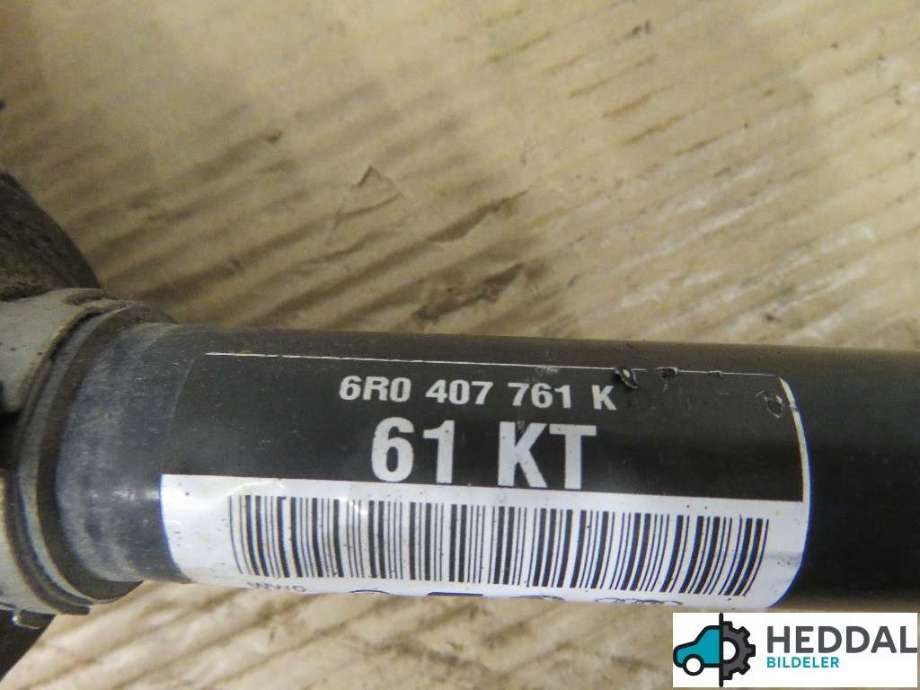 6R0 407 761 K
61 KT
HEDDAL
BILDELER